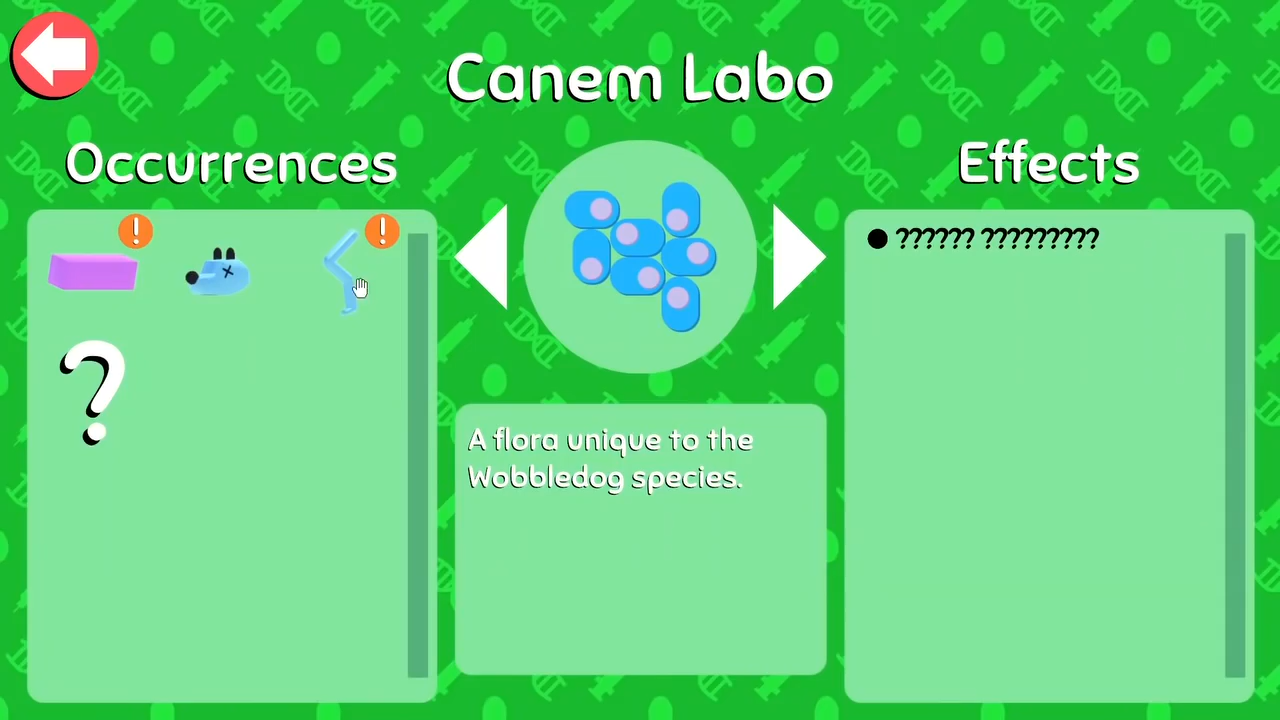 Canem Labo
Occurrences
!
!
?
A flora unique to the
Wobbledog species.
Effects
?????? ?????????